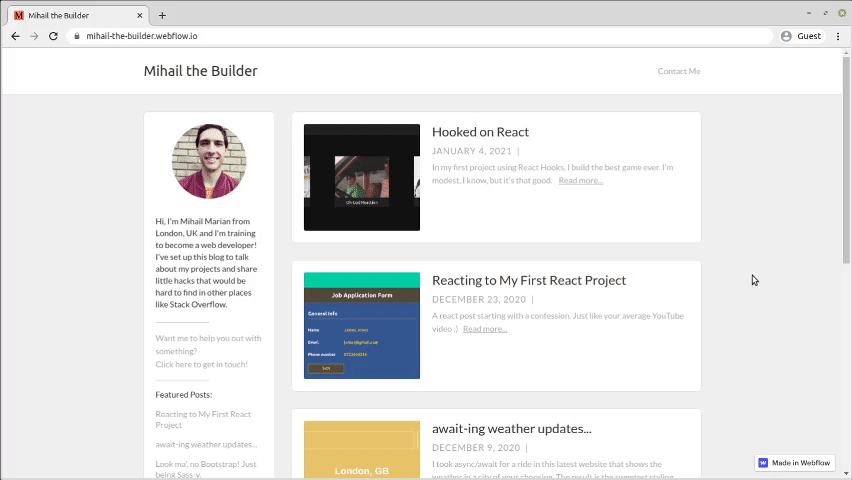 Mihail the Builder
Guest
mihail-the-builder.webflow.io
Mihail the Builder
Contact Me
Hi, I'm Mihail Marian from
London, UK and I'm training
to become a web developer!
I've set up this blog to talk
about my projects and share
little hacks that would be
hard to find in other places
like Stack Overflow.
Want me to help you out with
something?
Click here to get in touch!
Featured Posts:
Reacting to My First React
Project
await-ing weather updates...
Look ma', no Bootstrap! Just
being Sass-y.
Hooked on React
JANUARY 4, 2021 |
In my first project using React Hooks, I build the best game ever. I'm
modest, I know, but it's that good. Read more...
Job Application Form
General Info
Name
Email
Phone number
Reacting to My First React Project
DECEMBER 23, 2020 |
A react post starting with a confession. Just like your average YouTube
video ;) Read more...
London, GB
await-ing weather updates...
DECEMBER 9, 2020 |
I took async/await for a ride in this latest website that shows the
weather in a city of your choosing. The result is the sweetest styling
Made in Webflow